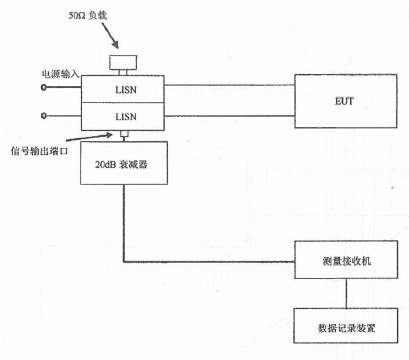 50Ω 负载
电源输入
LISN
LISN
EUT
信号输出端口
20dB 衰减器
测量接收机
数据记录装置